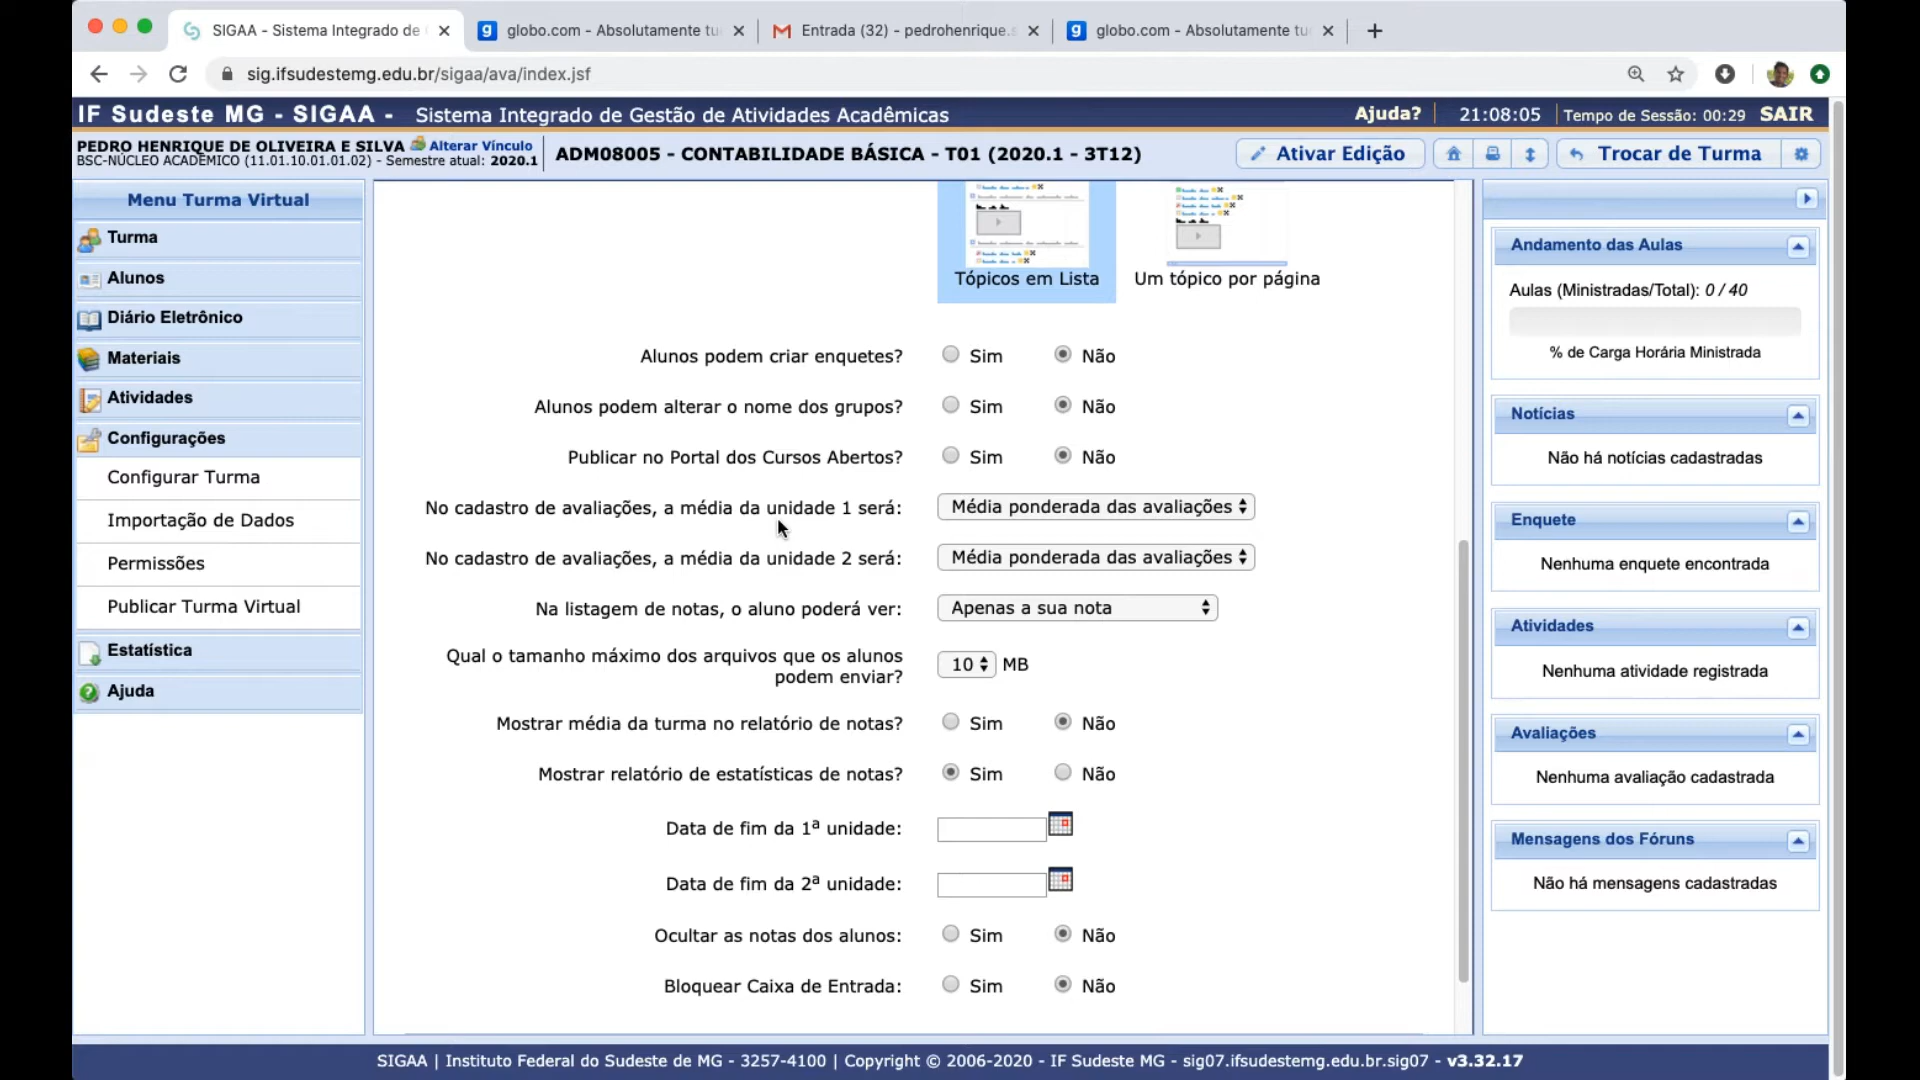 SIGAA - Sistema Integrado de
globo.com - Absolutamente tu
Entrada (32) - pedrohenrique.s
globo.com - Absolutamente tu
sig.ifsudestemg.edu.br/sigaa/ava/index.jsf
IF Sudeste MG - SIGAA - Sistema Integrado de Gestão de Atividades Acadêmicas
Ajuda? 21:08:05 Tempo de Sessão: 00:29 SAIR
PEDRO HENRIQUE DE OLIVEIRA E SILVA Alterar Vínculo
BSC-NÚCLEO ACADÊMICO (11.01.10.01.01.02) - Semestre atual: 2020.1
ADM08005 - CONTABILIDADE BÁSICA - T01 (2020.1 - 3T12)
Ativar Edição
Trocar de Turma
Menu Turma Virtual
Turma
Alunos
Diário Eletrônico
Materiais
Atividades
Configurações
Configurar Turma
Importação de Dados
Permissões
Publicar Turma Virtual
Estatística
Ajuda
Tópicos em Lista
Um tópico por página
Alunos podem criar enquetes? Sim Não
Alunos podem alterar o nome dos grupos? Sim Não
Publicar no Portal dos Cursos Abertos? Sim Não
No cadastro de avaliações, a média da unidade 1 será: Média ponderada das avaliações
No cadastro de avaliações, a média da unidade 2 será: Média ponderada das avaliações
Na listagem de notas, o aluno poderá ver: Apenas a sua nota
Qual o tamanho máximo dos arquivos que os alunos
podem enviar? 10 MB
Mostrar média da turma no relatório de notas? Sim Não
Mostrar relatório de estatísticas de notas? Sim Não
Data de fim da 1ª unidade:
Data de fim da 2ª unidade:
Ocultar as notas dos alunos: Sim Não
Bloquear Caixa de Entrada: Sim Não
Andamento das Aulas
Aulas (Ministradas/Total): 0 / 40
% de Carga Horária Ministrada
Notícias
Não há notícias cadastradas
Enquete
Nenhuma enquete encontrada
Atividades
Nenhuma atividade registrada
Avaliações
Nenhuma avaliação cadastrada
Mensagens dos Fóruns
Não há mensagens cadastradas
SIGAA | Instituto Federal do Sudeste de MG - 3257-4100 | Copyright © 2006-2020 - IF Sudeste MG - sig07.ifsudestemg.edu.br.sig07 - v3.32.17